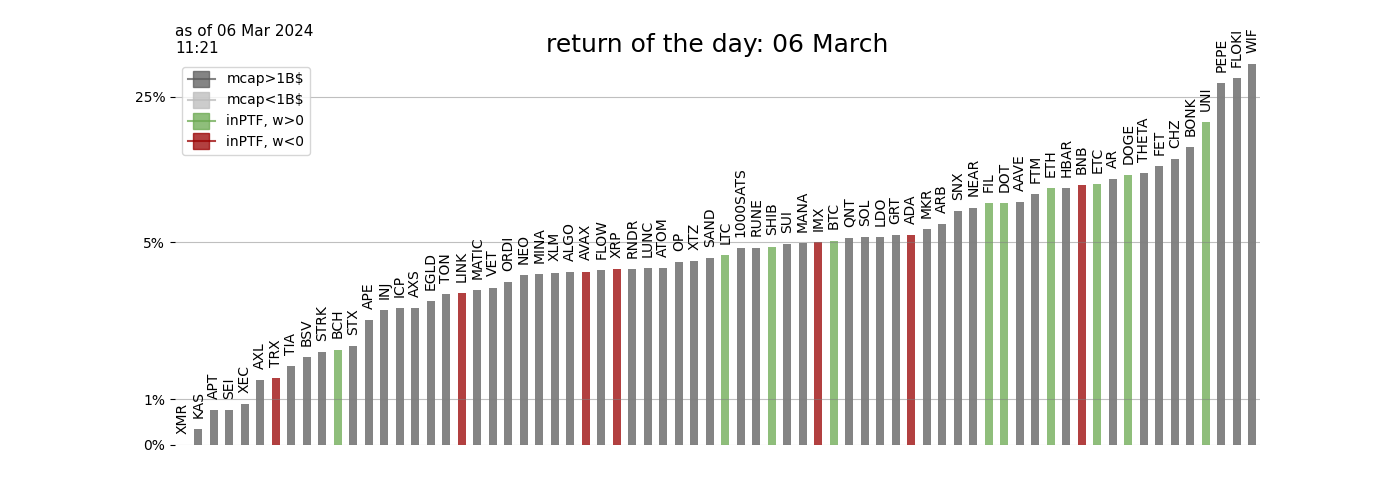 as of 06 Mar 2024
11:21
return of the day: 06 March
mcap>1B$
mcap<1B$
inPTF, w>0
inPTF, w<0
25%
5%
1%
0%
XMR
KAS
APT
SEI
XEC
AXL
TRX
TIA
BSV
STRK
BCH
STX
APE
INJ
ICP
AXS
EGLD
TON
LINK
MATIC
VET
ORDI
NEO
MINA
XLM
ALGO
AVAX
FLOW
XRP
RNDR
LUNC
ATOM
OP
XTZ
SAND
LTC
1000SATS
RUNE
SHIB
SUI
MANA
IMX
BTC
QNT
SOL
LDO
GRT
ADA
MKR
ARB
SNX
NEAR
FIL
DOT
AAVE
FTM
ETH
HBAR
BNB
ETC
AR
DOGE
THETA
FET
CHZ
BONK
UNI
PEPE
FLOKI
WIF